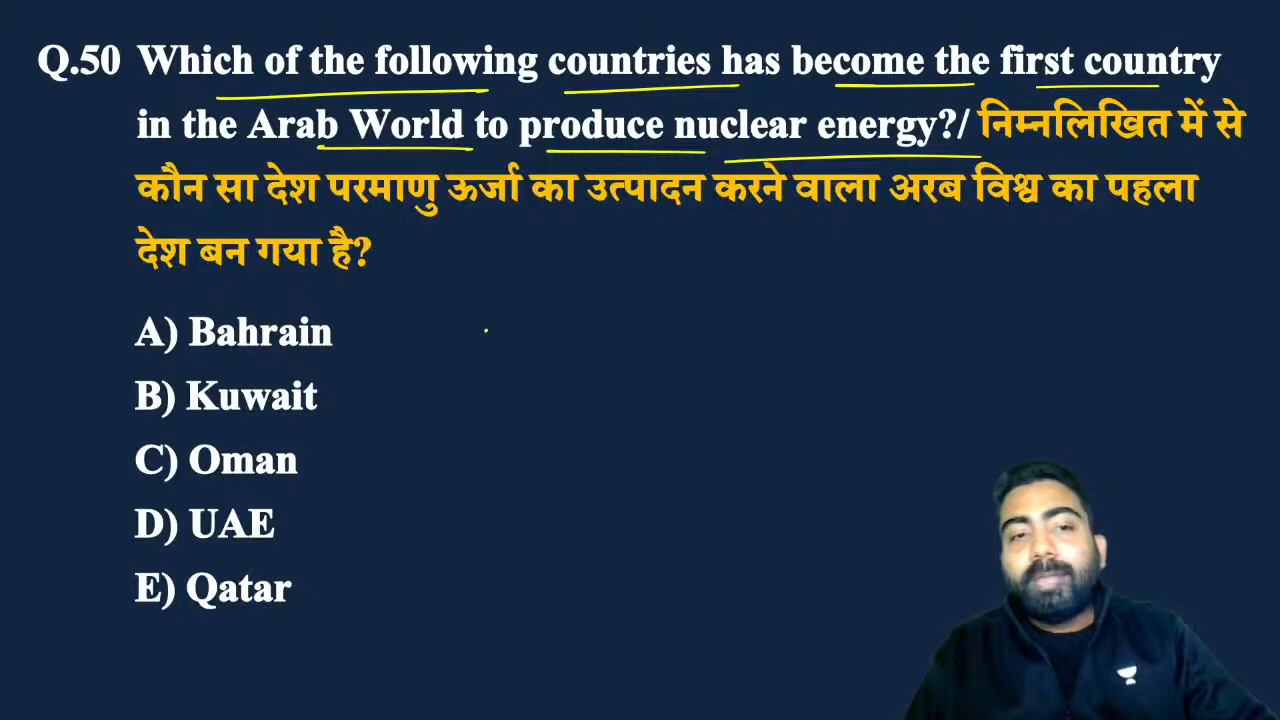 Q.50 Which of the following countries has become the first country
in the Arab World to produce nuclear energy?/ निम्नलिखित में से
कौन सा देश परमाणु ऊर्जा का उत्पादन करने वाला अरब विश्व का पहला
देश बन गया है?
A) Bahrain
B) Kuwait
C) Oman
D) UAE
E) Qatar